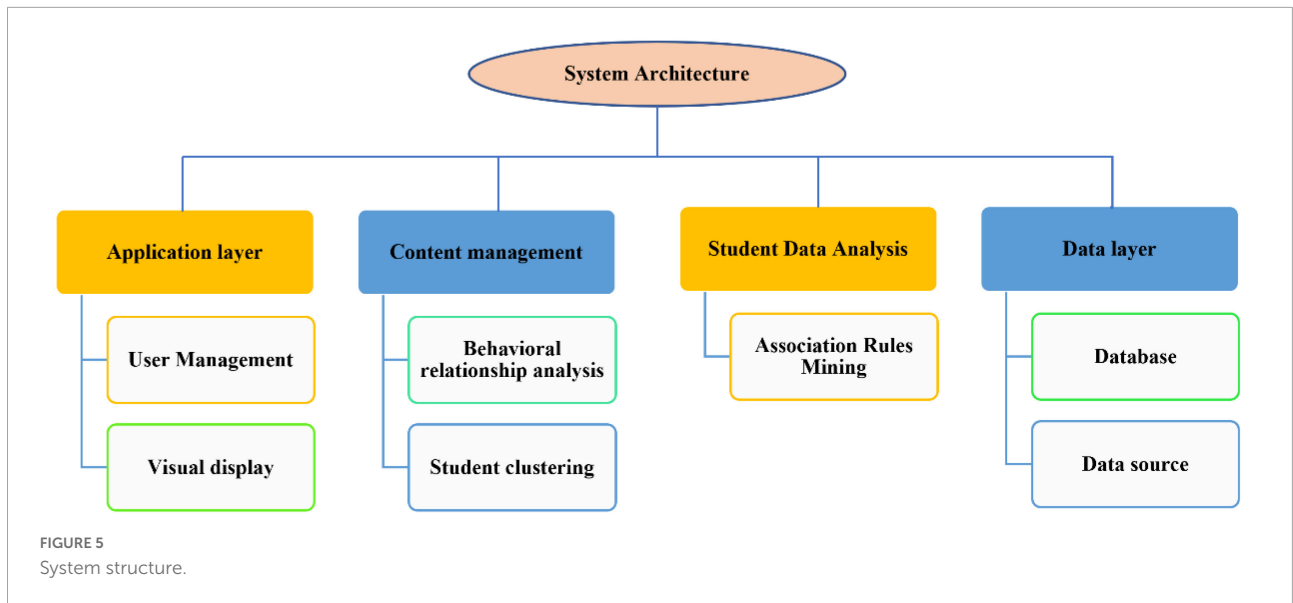 System Architecture
Application layer
Content management
Student Data Analysis
Data layer
User Management
Behavioral
relationship analysis
Association Rules
Mining
Database
Visual display
Student clustering
Data source
FIGURE 5
System structure.